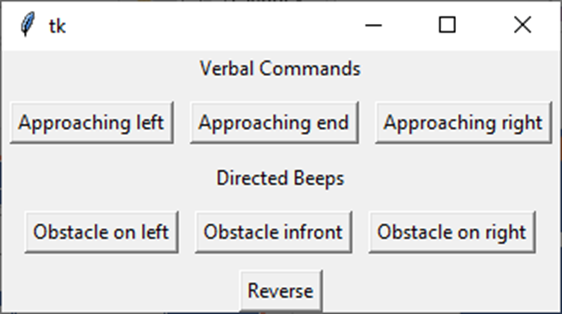 tk
Verbal Commands
Approaching left Approaching end Approaching right
Directed Beeps
Obstacle on left Obstacle infront Obstacle on right
Reverse